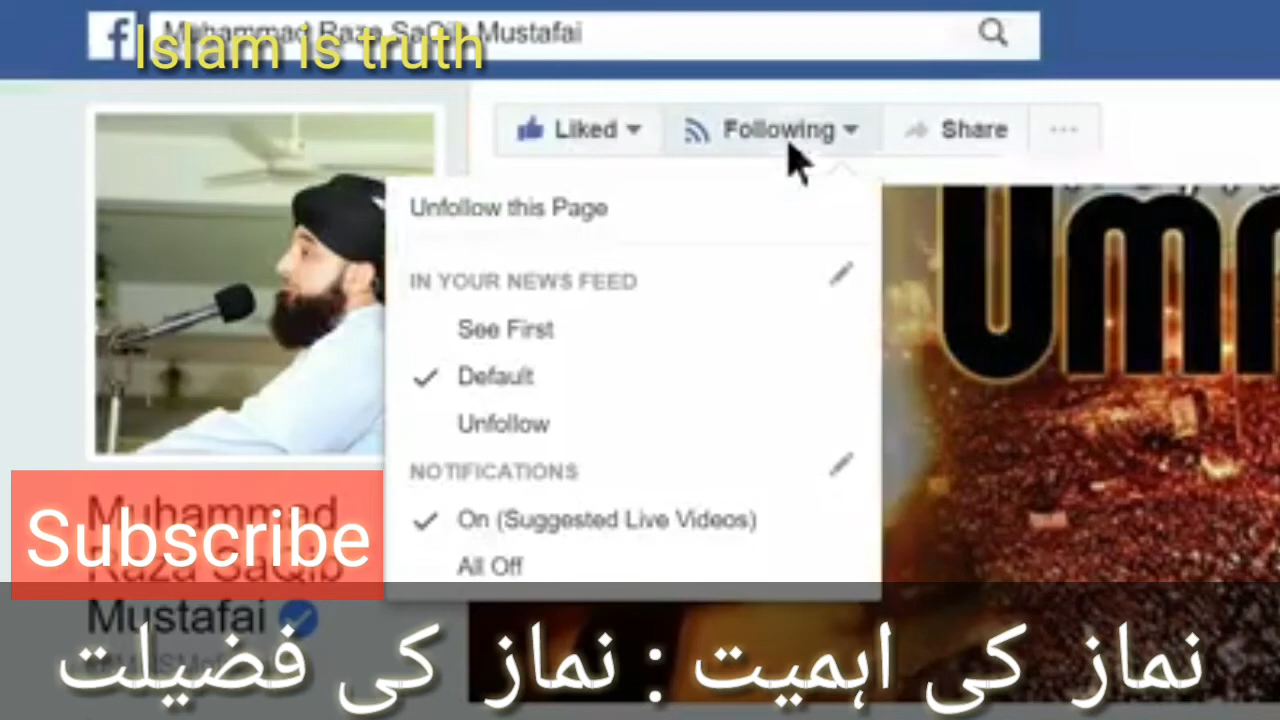 Muhammad Raza SaQib Mustafai
Islam is truth
Liked Following Share
Unfollow this Page
IN YOUR NEWS FEED
See First
Default
Unfollow
NOTIFICATIONS
On (Suggested Live Videos)
All Off
Umm
Muhammad
Raza SaQib
Mustafai
Subscribe
نماز کی اہمیت : نماز کی فضیلت